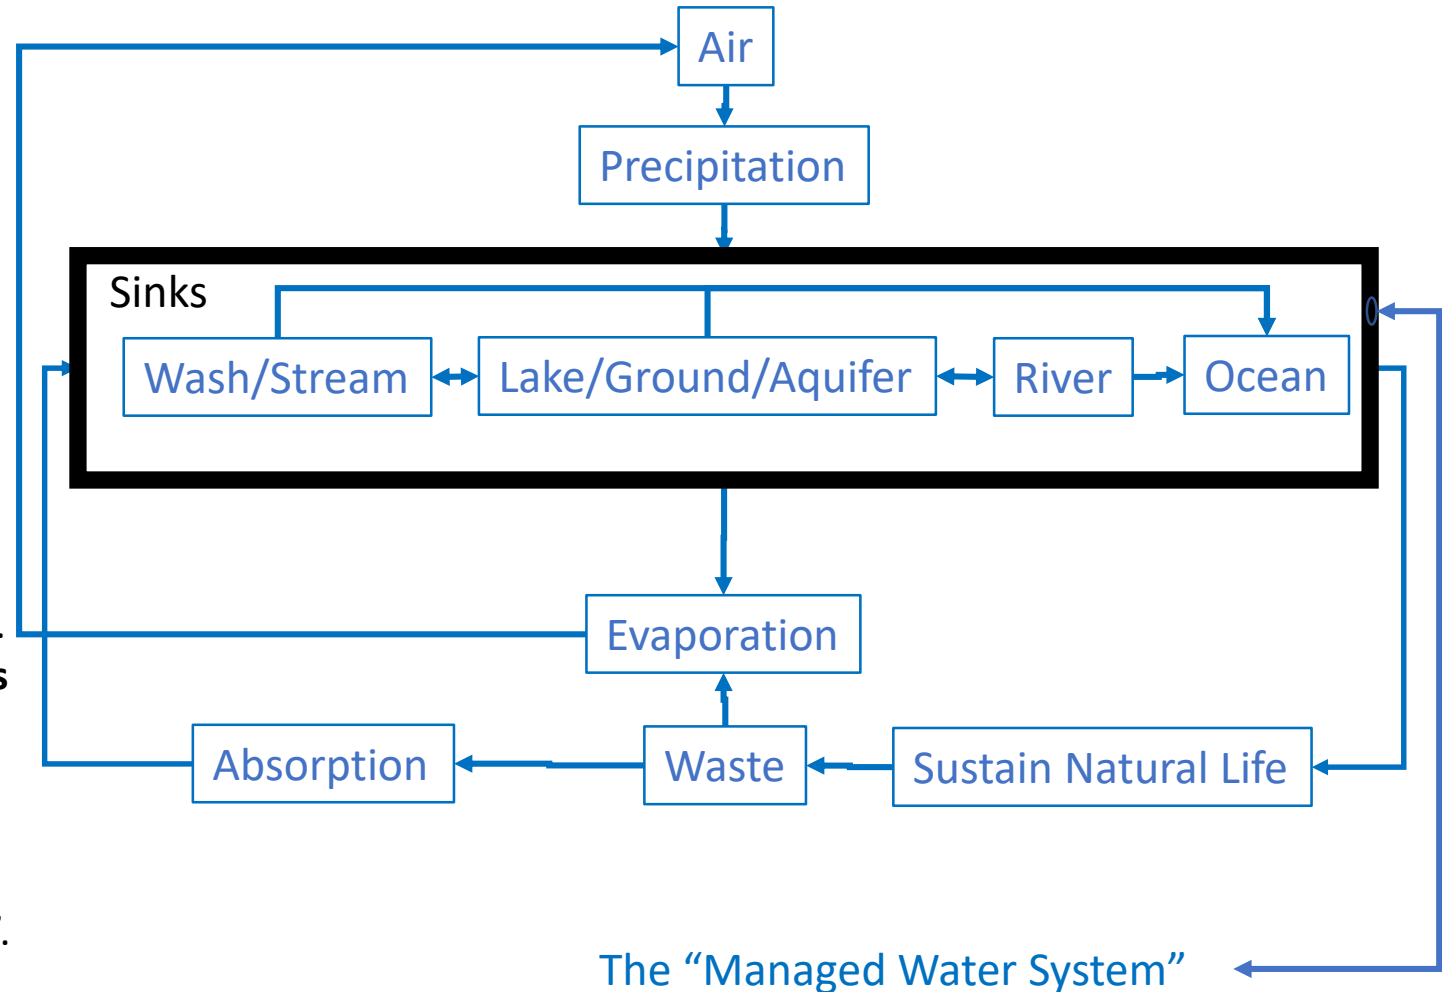 Air
Precipitation
Sinks
Wash/Stream
Lake/Ground/Aquifer
River
Ocean
.
s
Evaporation
Absorption
Waste
Sustain Natural Life
.
The “Managed Water System”